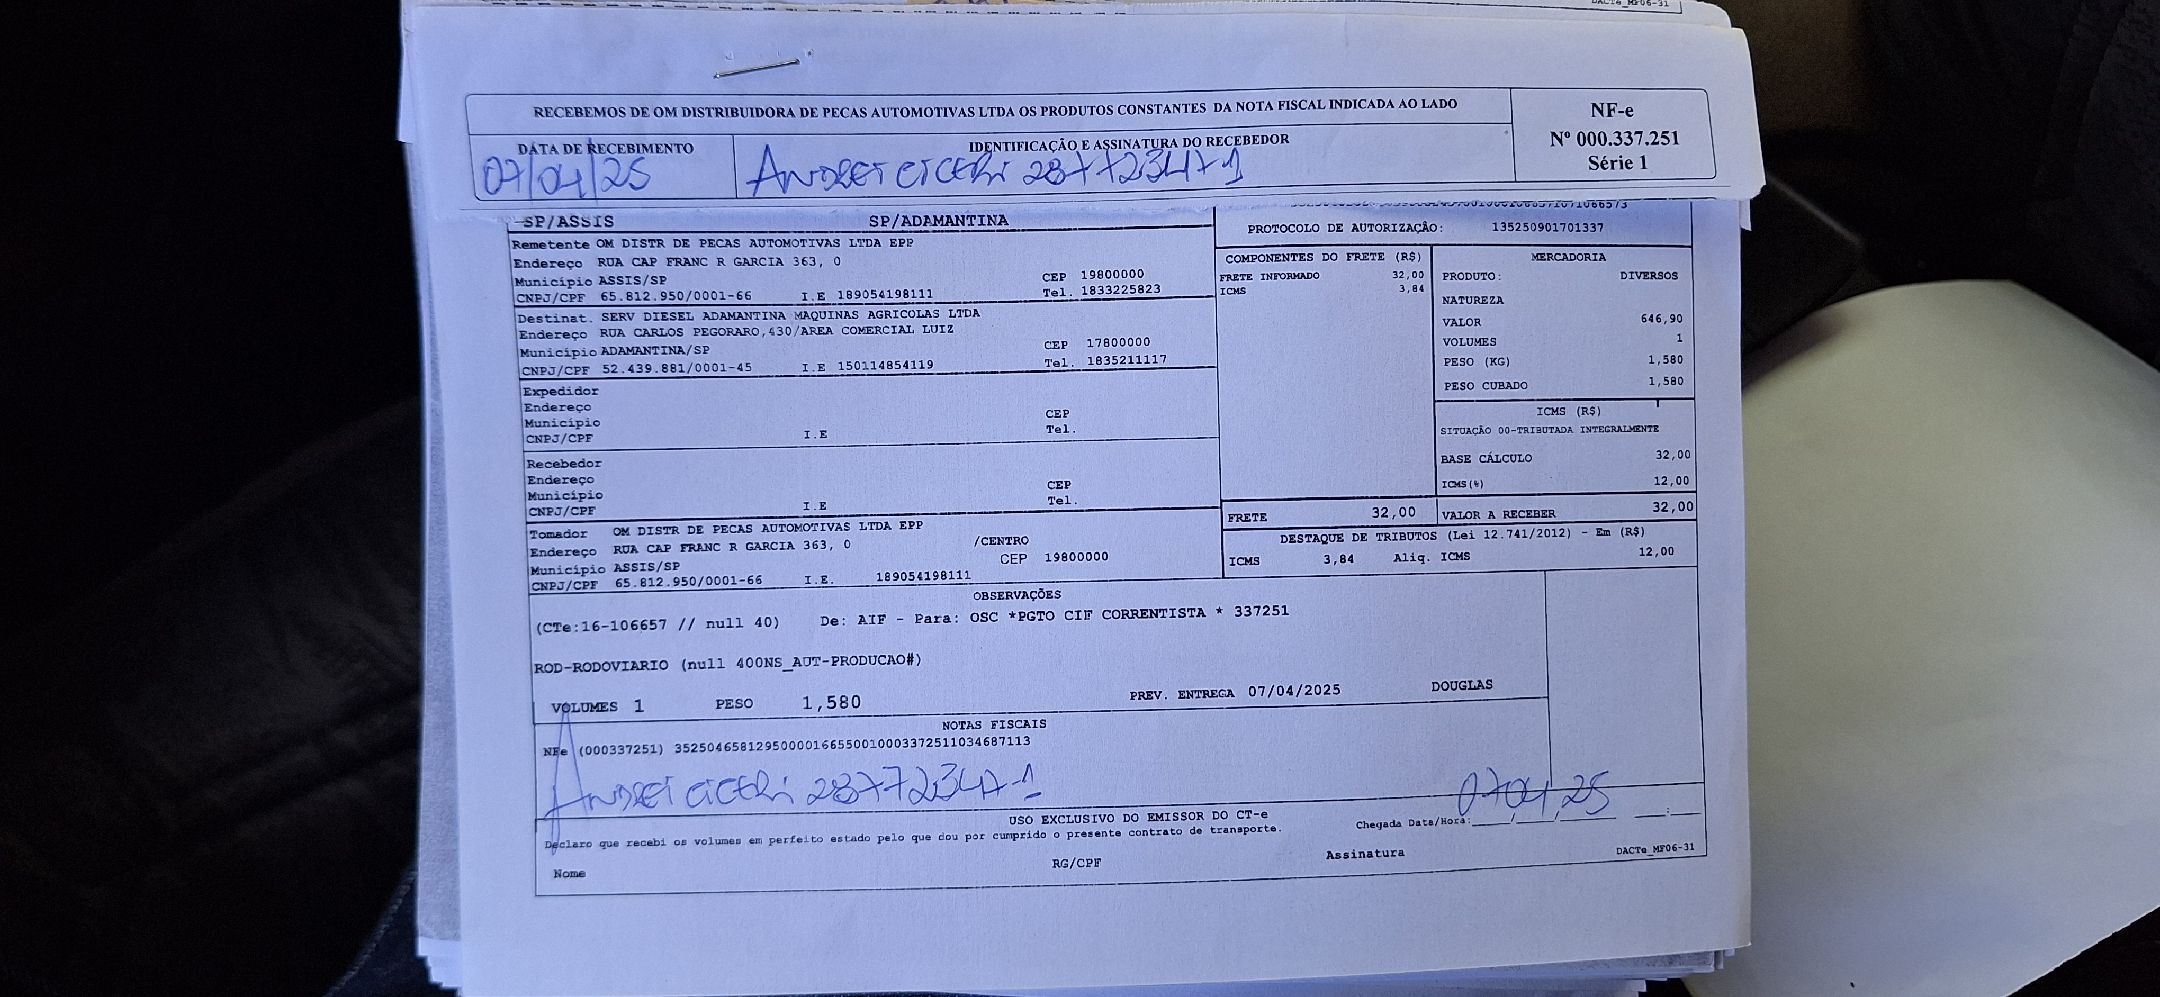 DACTe_MF06-31
RECEBEMOS DE OM DISTRIBUIDORA DE PECAS AUTOMOTIVAS LTDA OS PRODUTOS CONSTANTES DA NOTA FISCAL INDICADA AO LADO
DATA DE RECEBIMENTO
07/04/25
IDENTIFICAÇÃO E ASSINATURA DO RECEBEDOR
ANDREI CICERI 28772347-1
NF-e
Nº 000.337.251
Série 1
SP/ASSIS SP/ADAMANTINA
Remetente OM DISTR DE PECAS AUTOMOTIVAS LTDA EPP
Endereço RUA CAP FRANC R GARCIA 363, 0
Município ASSIS/SP CEP 19800000
CNPJ/CPF 65.812.950/0001-66 I.E 189054198111 Tel. 1833225823
Destinat. SERV DIESEL ADAMANTINA MAQUINAS AGRICOLAS LTDA
Endereço RUA CARLOS PEGORARO,430/AREA COMERCIAL LUIZ
Município ADAMANTINA/SP CEP 17800000
CNPJ/CPF 52.439.881/0001-45 I.E 150114854119 Tel. 1835211117
Expedidor
Endereço
Município CEP
CNPJ/CPF I.E Tel.
Recebedor
Endereço
Município CEP
CNPJ/CPF I.E Tel.
Tomador OM DISTR DE PECAS AUTOMOTIVAS LTDA EPP
Endereço RUA CAP FRANC R GARCIA 363, 0 /CENTRO
Município ASSIS/SP CEP 19800000
CNPJ/CPF 65.812.950/0001-66 I.E. 189054198111
PROTOCOLO DE AUTORIZAÇÃO: 135250901701337
COMPONENTES DO FRETE (R$)
FRETE INFORMADO 32,00
ICMS 3,84
MERCADORIA
PRODUTO: DIVERSOS
NATUREZA
VALOR 646,90
VOLUMES 1
PESO (KG) 1,580
PESO CUBADO 1,580
ICMS (R$)
SITUAÇÃO 00-TRIBUTADA INTEGRALMENTE
BASE CÁLCULO 32,00
ICMS(%) 12,00
FRETE 32,00 VALOR A RECEBER 32,00
DESTAQUE DE TRIBUTOS (Lei 12.741/2012) - Em (R$)
ICMS 3,84 Aliq. ICMS 12,00
OBSERVAÇÕES
(CTe:16-106657 // null 40) De: AIF - Para: OSC *PGTO CIF CORRENTISTA * 337251
ROD-RODOVIARIO (null 400NS_AUT-PRODUCAO#)
VOLUMES 1 PESO 1,580 PREV. ENTREGA 07/04/2025 DOUGLAS
NOTAS FISCAIS
NFe (000337251) 35250465812950000166550010003372511034687113
ANDREI CICERI 28772347-1 07 04 25
USO EXCLUSIVO DO EMISSOR DO CT-e
Declaro que recebi os volumes em perfeito estado pelo que dou por cumprido o presente contrato de transporte. Chegada Data/Hora:____/____/______ ___:___
Nome RG/CPF Assinatura DACTe_MF06-31